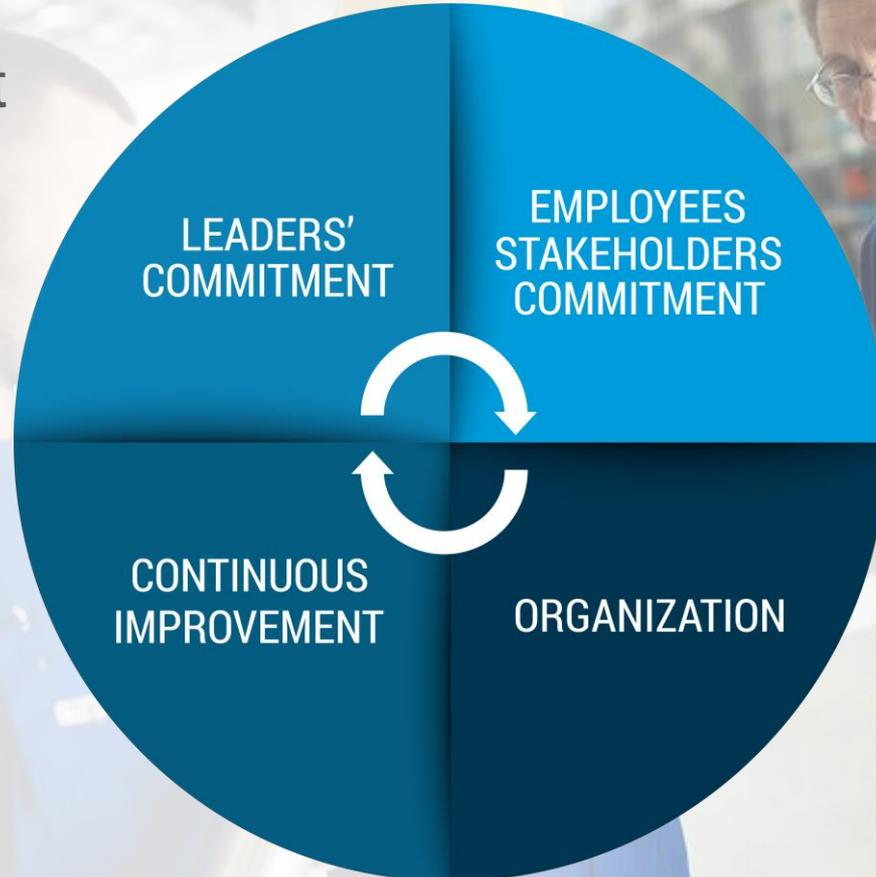 LEADERS'
COMMITMENT
EMPLOYEES
STAKEHOLDERS
COMMITMENT
CONTINUOUS
IMPROVEMENT
ORGANIZATION